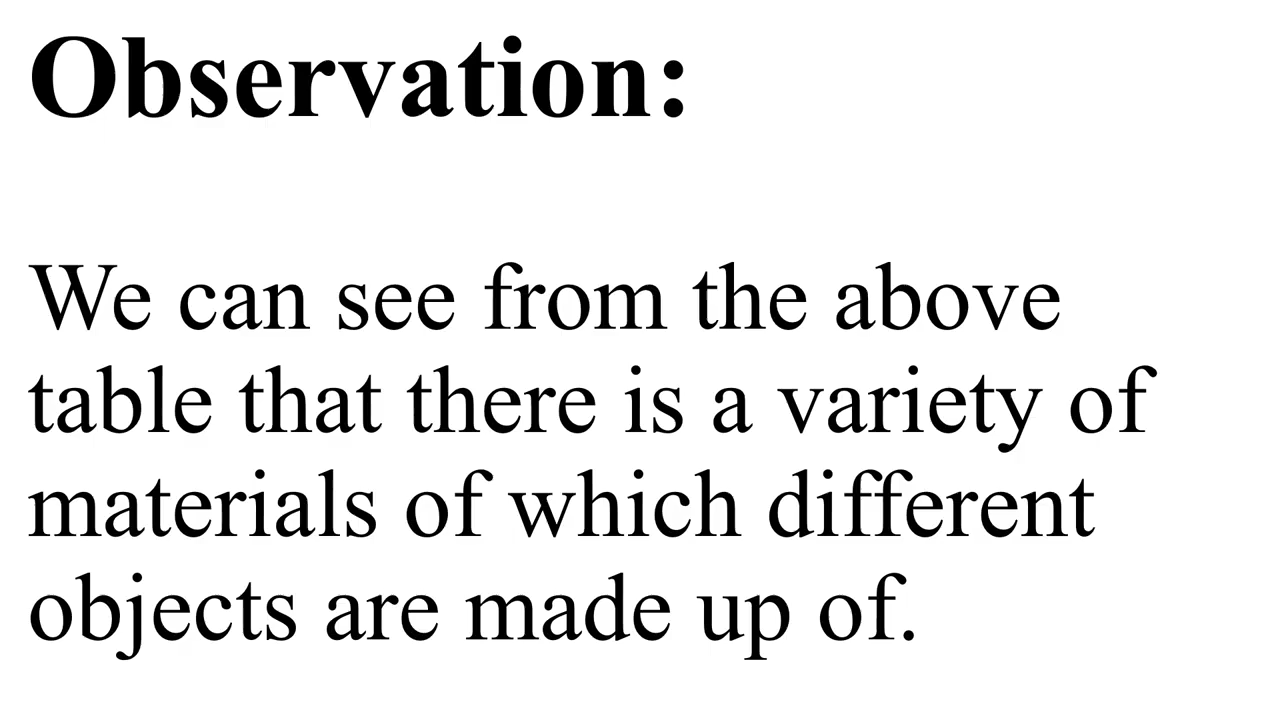 Observation:
We can see from the above
table that there is a variety of
materials of which different
objects are made up of.